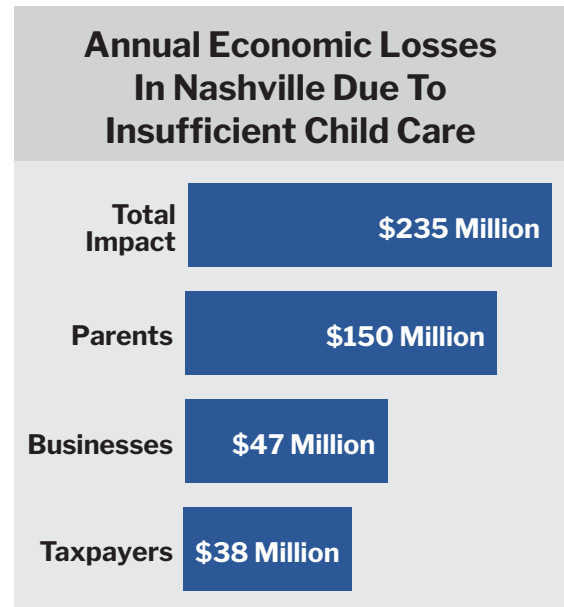 Annual Economic Losses
In Nashville Due To
Insufficient Child Care
Total
Impact
$235 Million
Parents
$150 Million
Businesses
$47 Million
Taxpayers
$38 Million